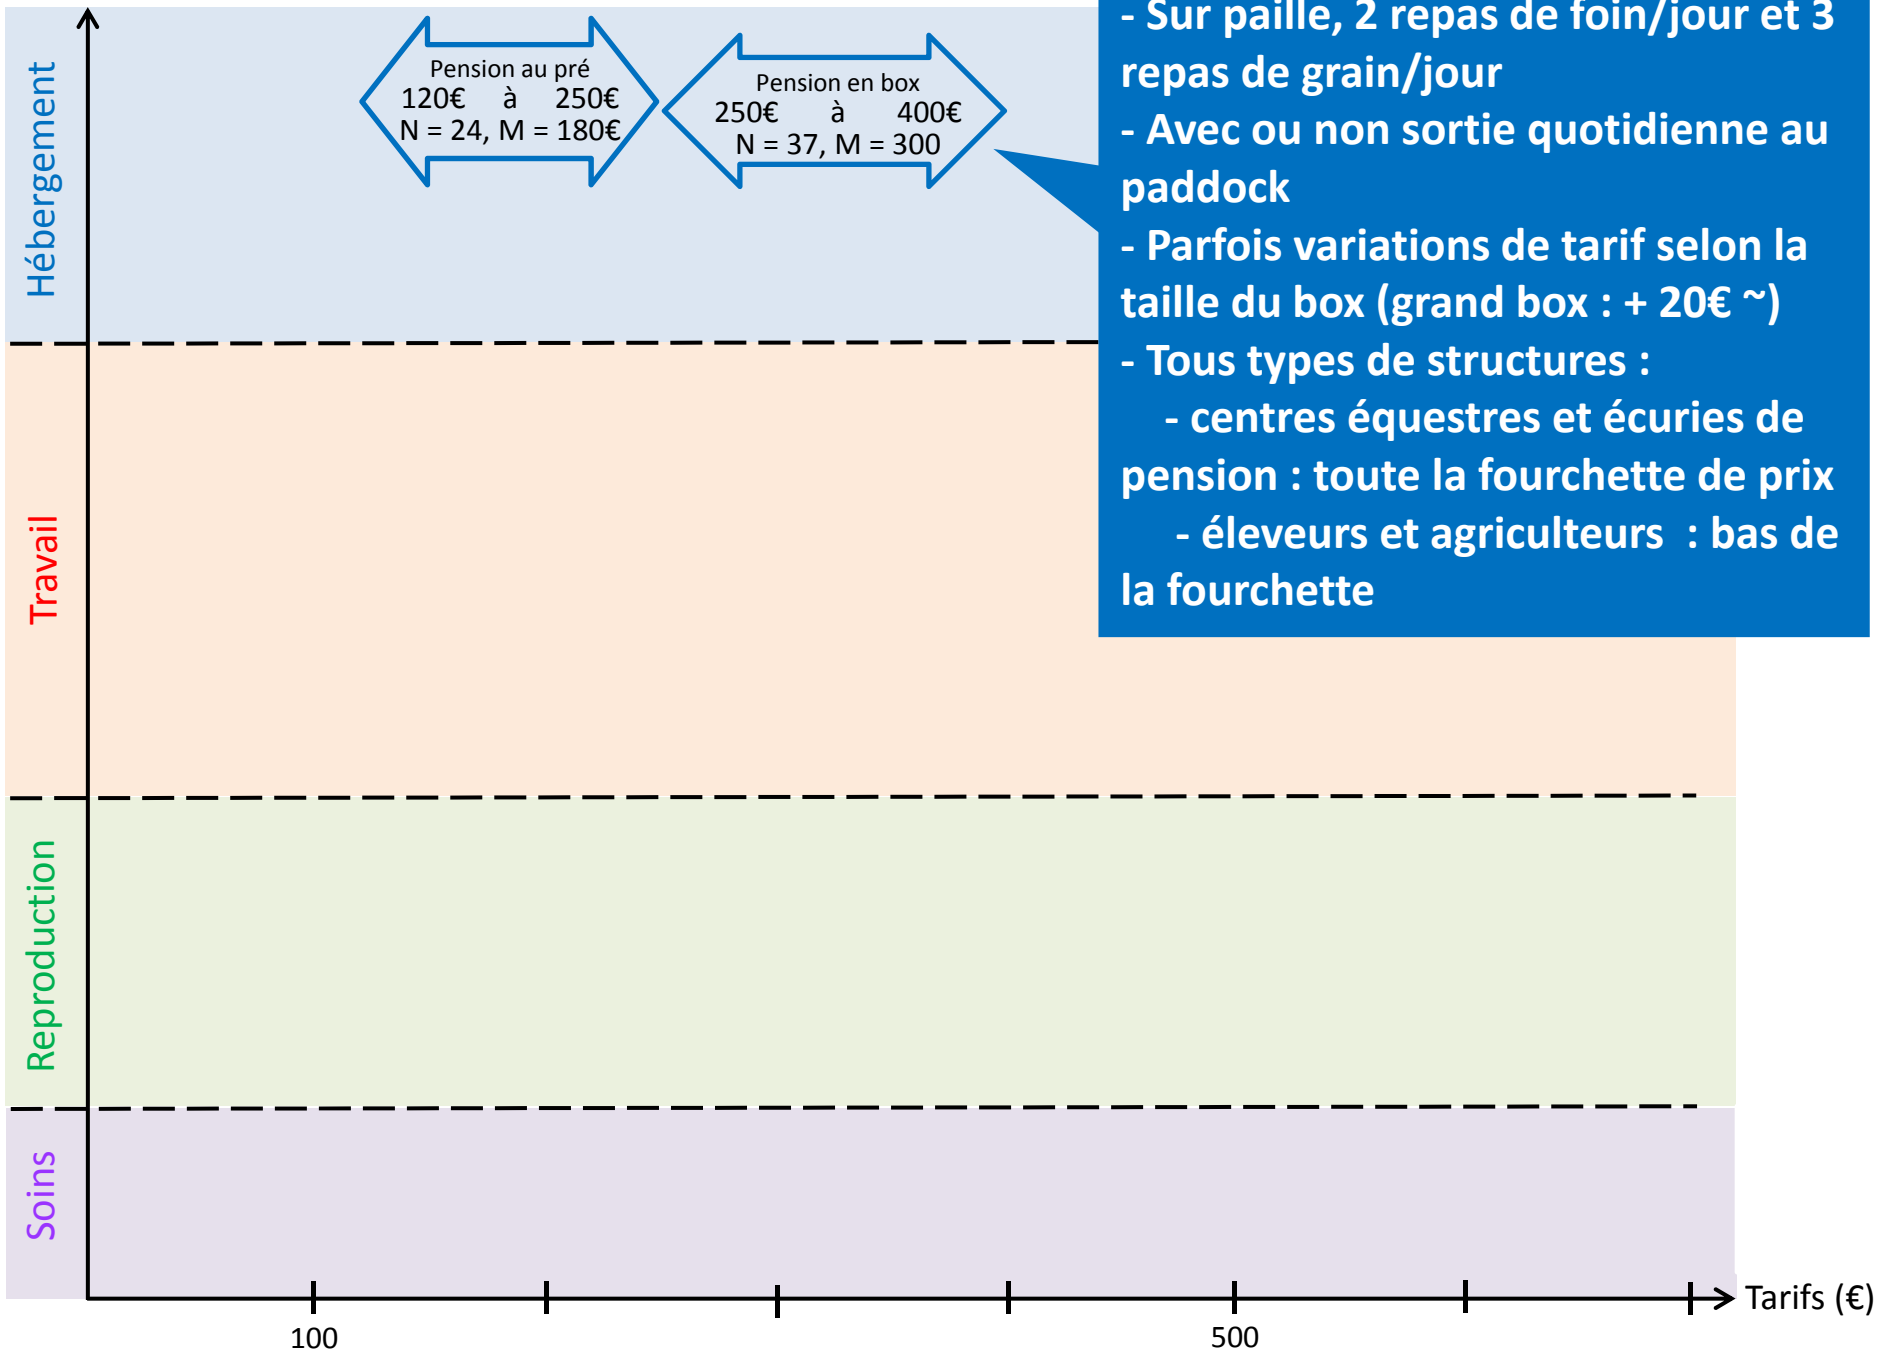 - Sur paille, 2 repas de foin/jour et 3
repas de grain/jour
- Avec ou non sortie quotidienne au
paddock
- Parfois variations de tarif selon la
taille du box (grand box : + 20€ ~)
- Tous types de structures :
- centres équestres et écuries de
pension : toute la fourchette de prix
- éleveurs et agriculteurs  : bas de
la fourchette
Pension au pré
120€ à 250€
N = 24, M = 180€
Pension en box
250€ à 400€
N = 37, M = 300
Hébergement
Travail
Reproduction
Soins
Tarifs (€)
100
500